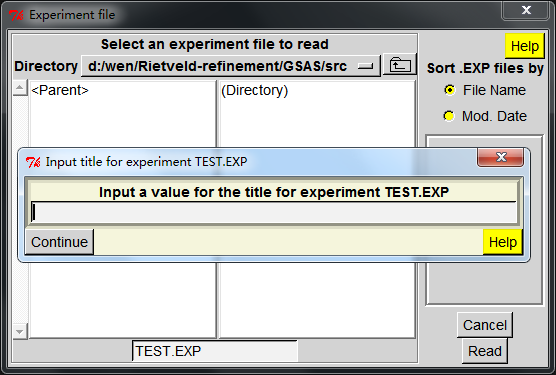 Experiment file
Select an experiment file to read
Help
Directory d:/wen/Rietveld-refinement/GSAS/src
Sort .EXP files by
<Parent> (Directory)
File Name
Mod. Date
Input title for experiment TEST.EXP
Input a value for the title for experiment TEST.EXP
Continue Help
Cancel
TEST.EXP
Read